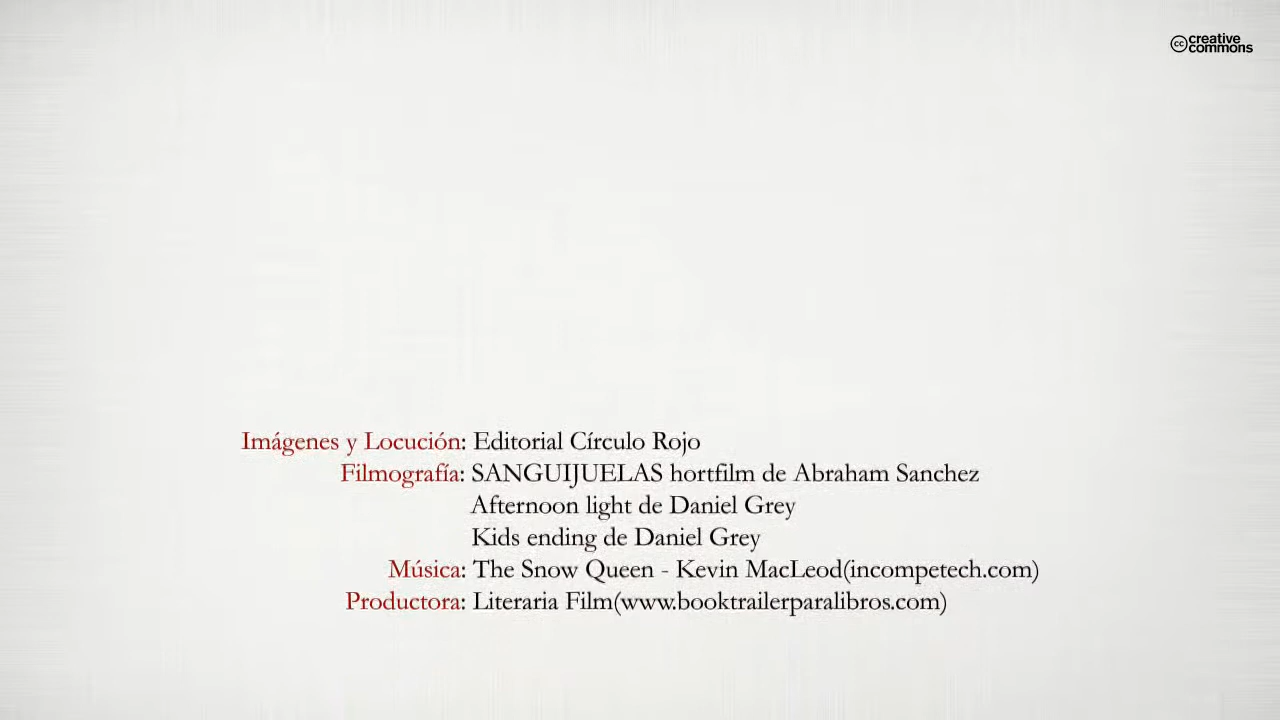 creative
commons
Imágenes y Locución: Editorial Círculo Rojo
Filmografía: SANGUIJUELAS hortfilm de Abraham Sanchez
Afternoon light de Daniel Grey
Kids ending de Daniel Grey
Música: The Snow Queen - Kevin MacLeod(incompetech.com)
Productora: Literaria Film(www.booktrailerparalibros.com)